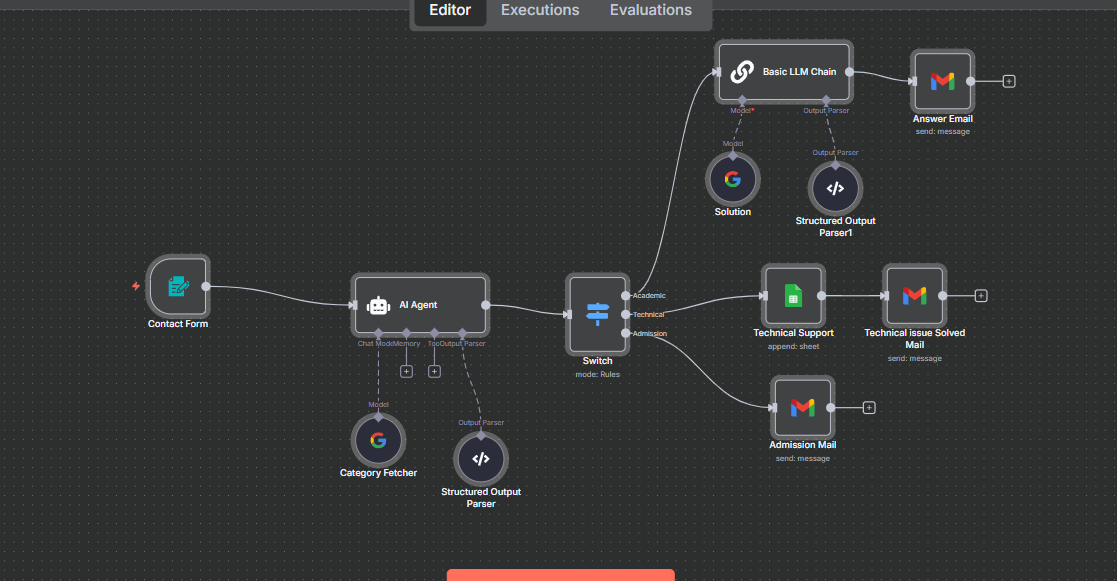 Editor
Executions
Evaluations
Basic LLM Chain
Model*
Output Parser
Answer Email
send: message
Model
Output Parser
Solution
Structured Output
Parser1
Contact Form
AI Agent
Chat Model
Memory
Tool
Output Parser
Academic
Technical
Admission
Switch
mode: Rules
Technical Support
append: sheet
Technical issue Solved
Mail
send: message
Model
Output Parser
Category Fetcher
Structured Output
Parser
Admission Mail
send: message